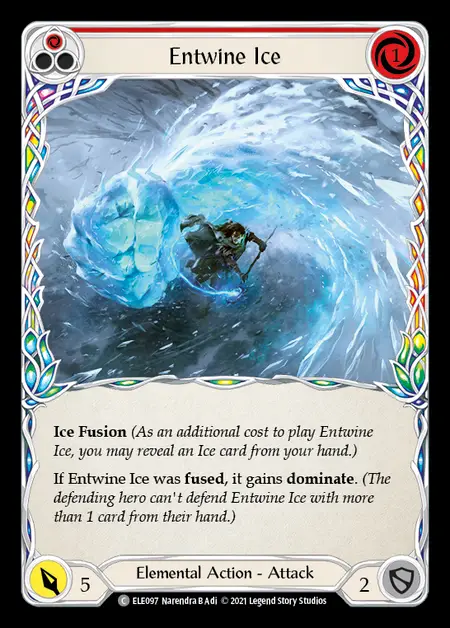 Entwine Ice
1
Ice Fusion (As an additional cost to play Entwine
Ice, you may reveal an Ice card from your hand.)
If Entwine Ice was fused, it gains dominate. (The
defending hero can't defend Entwine Ice with more
than 1 card from their hand.)
5
Elemental Action - Attack
2
C ELE097 Narendra B Adi © 2021 Legend Story Studios